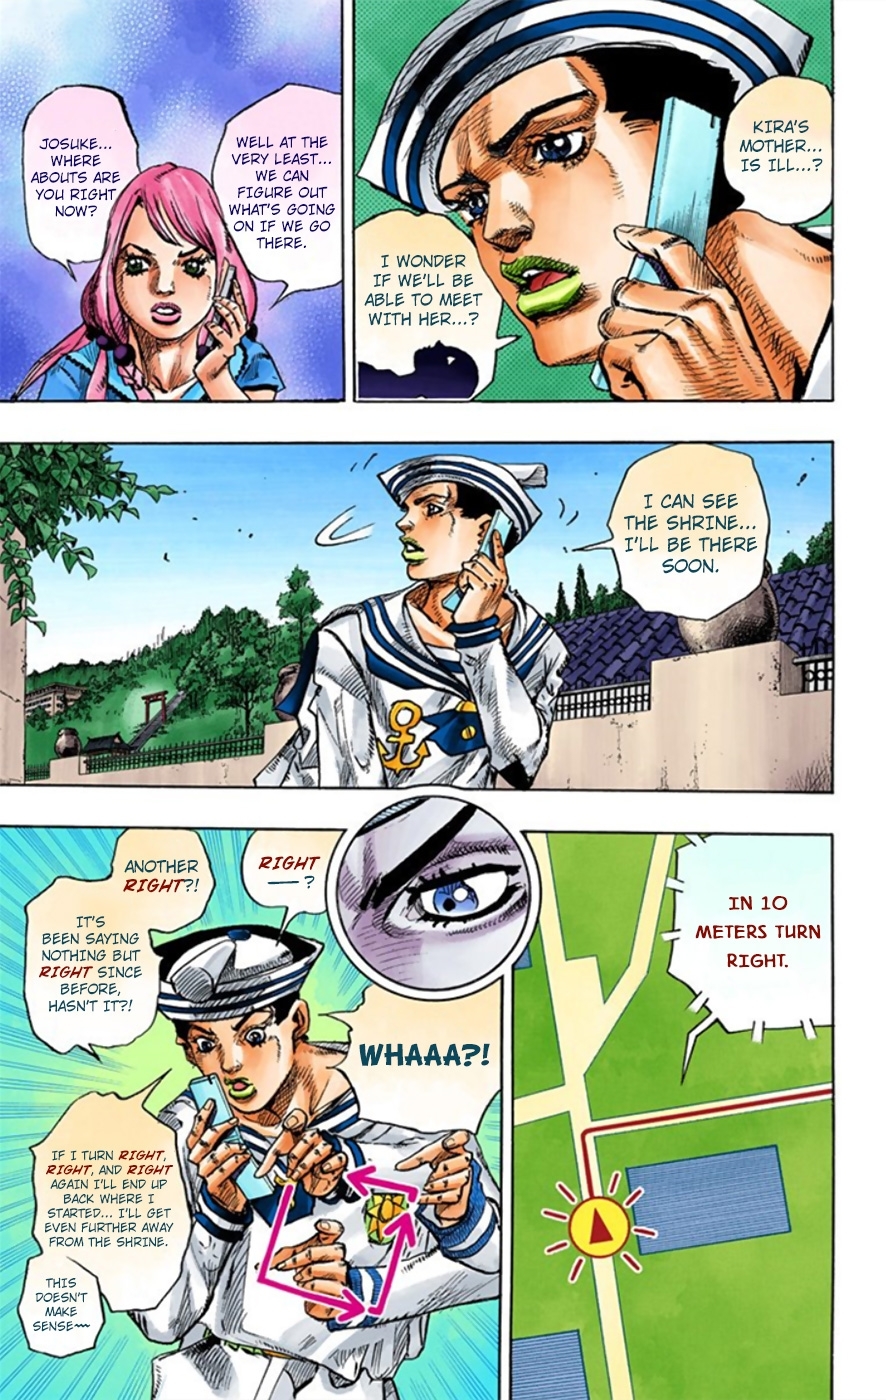 KIRA'S
MOTHER...
IS ILL...?
I WONDER
IF WE'LL BE
ABLE TO MEET
WITH HER...?
WELL AT THE
VERY LEAST...
WE CAN
FIGURE OUT
WHAT'S GOING
ON IF WE GO
THERE.
JOSUKE...
WHERE
ABOUTS ARE
YOU RIGHT
NOW?
I CAN SEE
THE SHRINE...
I'LL BE THERE
SOON.
IN 10
METERS TURN
RIGHT.
RIGHT
— ?
ANOTHER
RIGHT?!
IT'S
BEEN SAYING
NOTHING BUT
RIGHT SINCE
BEFORE,
HASN'T IT?!
WHAAA?!
IF I TURN RIGHT,
RIGHT, AND RIGHT
AGAIN I'LL END UP
BACK WHERE I
STARTED... I'LL GET
EVEN FURTHER AWAY
FROM THE SHRINE.
THIS
DOESN'T
MAKE
SENSE~~